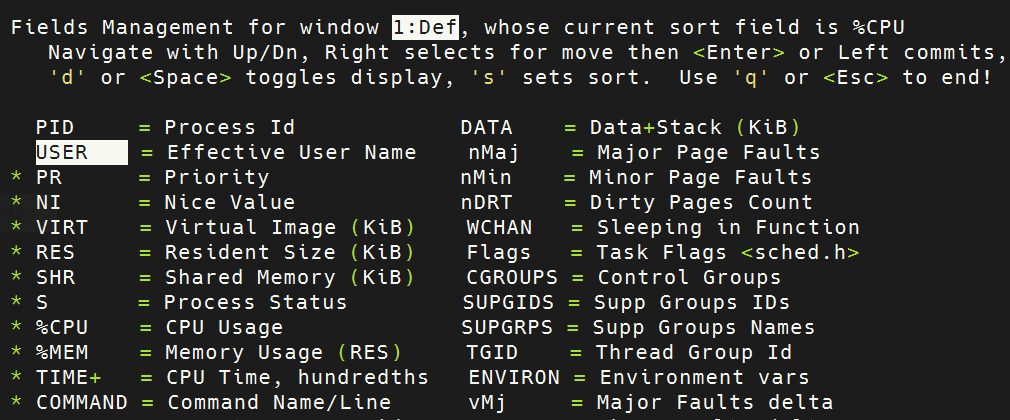 Fields Management for window 1:Def, whose current sort field is %CPU
Navigate with Up/Dn, Right selects for move then <Enter> or Left commits,
'd' or <Space> toggles display, 's' sets sort.  Use 'q' or <Esc> to end!
PID     = Process Id             DATA    = Data+Stack (KiB)
USER    = Effective User Name    nMaj    = Major Page Faults
* PR      = Priority               nMin    = Minor Page Faults
* NI      = Nice Value             nDRT    = Dirty Pages Count
* VIRT    = Virtual Image (KiB)    WCHAN   = Sleeping in Function
* RES     = Resident Size (KiB)    Flags   = Task Flags <sched.h>
* SHR     = Shared Memory (KiB)    CGROUPS = Control Groups
* S       = Process Status         SUPGIDS = Supp Groups IDs
* %CPU    = CPU Usage              SUPGRPS = Supp Groups Names
* %MEM    = Memory Usage (RES)     TGID    = Thread Group Id
* TIME+   = CPU Time, hundredths   ENVIRON = Environment vars
* COMMAND = Command Name/Line      vMj     = Major Faults delta